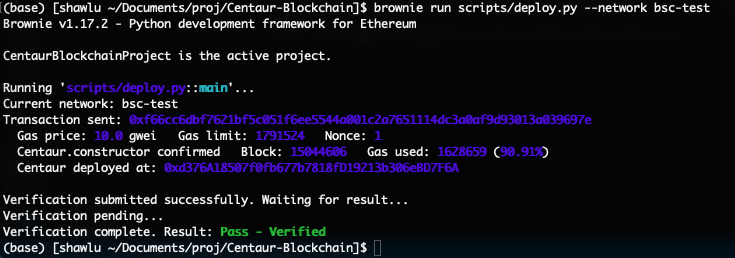 (base) [shawlu ~/Documents/proj/Centaur-Blockchain]$ brownie run scripts/deploy.py --network bsc-test
Brownie v1.17.2 - Python development framework for Ethereum
CentaurBlockchainProject is the active project.
Running 'scripts/deploy.py::main'...
Current network: bsc-test
Transaction sent: 0xf66cc6dbf7621bf5c051f6ee5544a001c2a7651114dc3a0af9d93013a039697e
Gas price: 10.0 gwei   Gas limit: 1791524   Nonce: 1
Centaur.constructor confirmed   Block: 15044606   Gas used: 1628659 (90.91%)
Centaur deployed at: 0xd376A18507f0fb677b7818fD19213b306eBD7F6A
Verification submitted successfully. Waiting for result...
Verification pending...
Verification complete. Result: Pass - Verified
(base) [shawlu ~/Documents/proj/Centaur-Blockchain]$